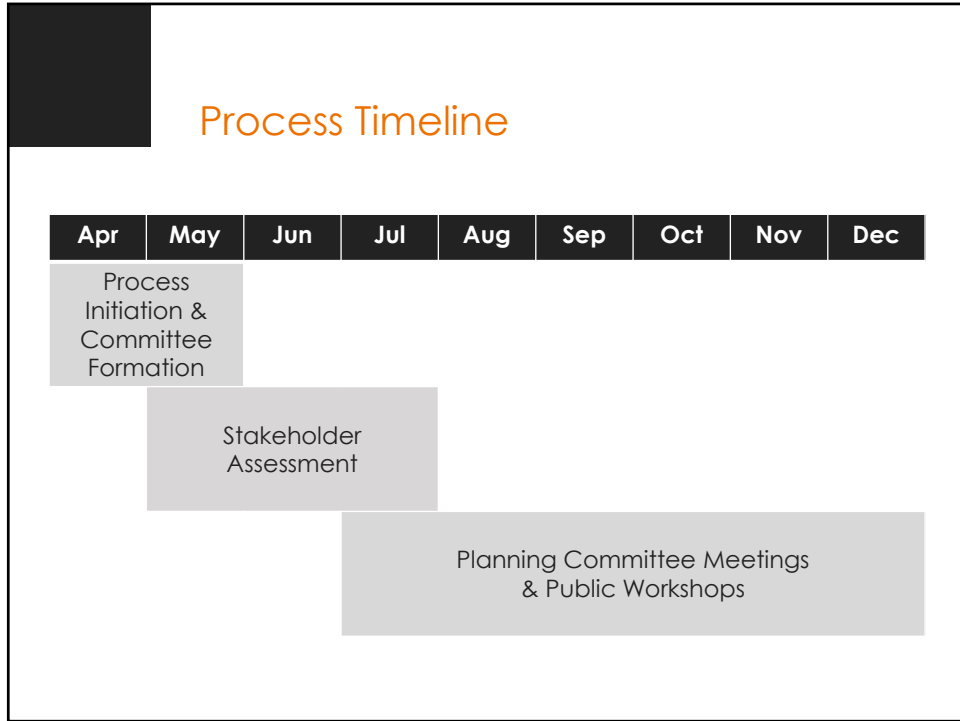 Process Timeline
Apr May Jun Jul Aug Sep Oct Nov Dec
Process
Initiation &
Committee
Formation
Stakeholder
Assessment
Planning Committee Meetings
& Public Workshops